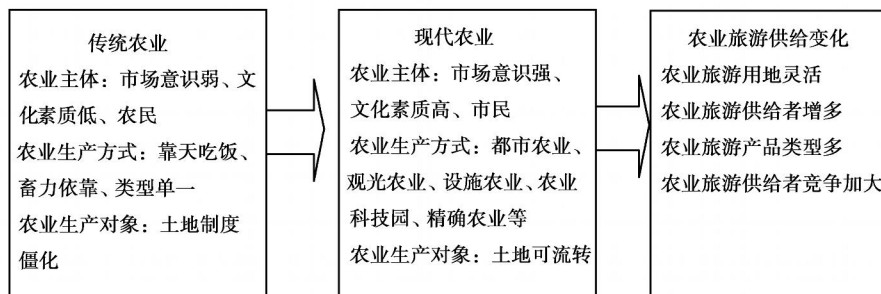 传统农业
农业主体：市场意识弱、文
化素质低、农民
农业生产方式：靠天吃饭、
畜力依靠、类型单一
农业生产对象：土地制度
僵化
现代农业
农业主体：市场意识强、
文化素质高、市民
农业生产方式：都市农业、
观光农业、设施农业、农业
科技园、精确农业等
农业生产对象：土地可流转
农业旅游供给变化
农业旅游用地灵活
农业旅游供给者增多
农业旅游产品类型多
农业旅游供给者竞争加大